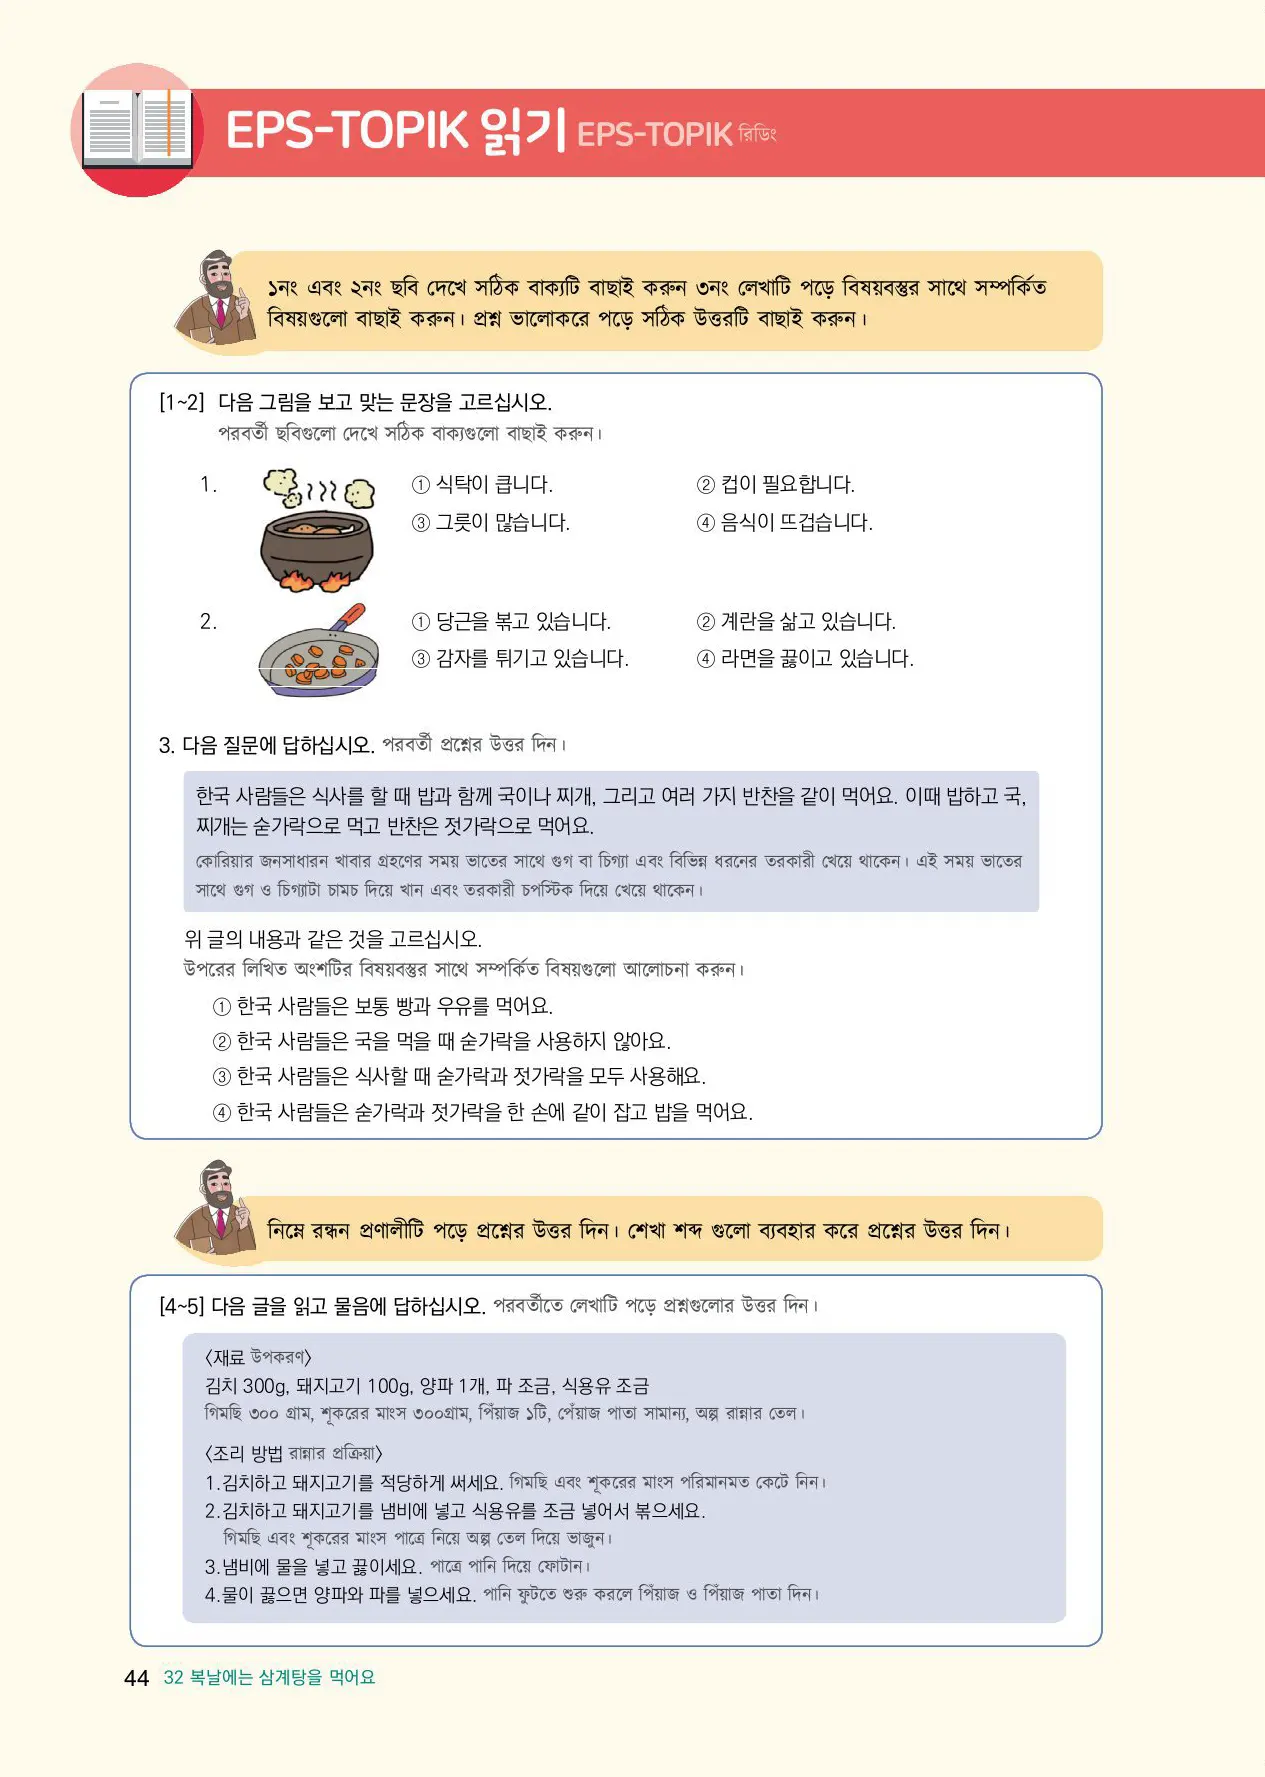 EPS-TOPIK 읽기 EPS-TOPIK রিডিং
১নং এবং ২নং ছবি দেখে সঠিক বাক্যটি বাছাই করুন ৩নং লেখাটি পড়ে বিষয়বস্তুর সাথে সম্পর্কিত
বিষয়গুলো বাছাই করুন। প্রশ্ন ভালোকরে পড়ে সঠিক উত্তরটি বাছাই করুন।
[1~2] 다음 그림을 보고 맞는 문장을 고르십시오.
পরবর্তী ছবিগুলো দেখে সঠিক বাক্যগুলো বাছাই করুন।
1. ① 식탁이 큽니다. ② 컵이 필요합니다.
③ 그릇이 많습니다. ④ 음식이 뜨겁습니다.
2. ① 당근을 볶고 있습니다. ② 계란을 삶고 있습니다.
③ 감자를 튀기고 있습니다. ④ 라면을 끓이고 있습니다.
3. 다음 질문에 답하십시오. পরবর্তী প্রশ্নের উত্তর দিন।
한국 사람들은 식사를 할 때 밥과 함께 국이나 찌개, 그리고 여러 가지 반찬을 같이 먹어요. 이때 밥하고 국,
찌개는 숟가락으로 먹고 반찬은 젓가락으로 먹어요.
কোরিয়ার জনসাধারন খাবার গ্রহণের সময় ভাতের সাথে গুগ বা চিগ্যা এবং বিভিন্ন ধরনের তরকারী খেয়ে থাকেন। এই সময় ভাতের
সাথে গুগ ও চিগ্যাটা চামচ দিয়ে খান এবং তরকারী চপস্টিক দিয়ে খেয়ে থাকেন।
위 글의 내용과 같은 것을 고르십시오.
উপরের লিখিত অংশটির বিষয়বস্তুর সাথে সম্পর্কিত বিষয়গুলো আলোচনা করুন।
① 한국 사람들은 보통 빵과 우유를 먹어요.
② 한국 사람들은 국을 먹을 때 숟가락을 사용하지 않아요.
③ 한국 사람들은 식사할 때 숟가락과 젓가락을 모두 사용해요.
④ 한국 사람들은 숟가락과 젓가락을 한 손에 같이 잡고 밥을 먹어요.
নিম্নে রন্ধন প্রণালীটি পড়ে প্রশ্নের উত্তর দিন। শেখা শব্দ গুলো ব্যবহার করে প্রশ্নের উত্তর দিন।
[4~5] 다음 글을 읽고 물음에 답하십시오. পরবর্তীতে লেখাটি পড়ে প্রশ্নগুলোর উত্তর দিন।
〈재료 উপকরণ〉
김치 300g, 돼지고기 100g, 양파 1개, 파 조금, 식용유 조금
গিমছি ৩০০ গ্রাম, শূকরের মাংস ৩০০গ্রাম, পিঁয়াজ ১টি, পেঁয়াজ পাতা সামান্য, অল্প রান্নার তেল।
〈조리 방법 রান্নার প্রক্রিয়া〉
1.김치하고 돼지고기를 적당하게 써세요. গিমছি এবং শূকরের মাংস পরিমানমত কেটে নিন।
2.김치하고 돼지고기를 냄비에 넣고 식용유를 조금 넣어서 볶으세요.
গিমছি এবং শূকরের মাংস পাত্রে নিয়ে অল্প তেল দিয়ে ভাজুন।
3.냄비에 물을 넣고 끓이세요. পাত্রে পানি দিয়ে ফোটান।
4.물이 끓으면 양파와 파를 넣으세요. পানি ফুটতে শুরু করলে পিঁয়াজ ও পিঁয়াজ পাতা দিন।
44 32 복날에는 삼계탕을 먹어요